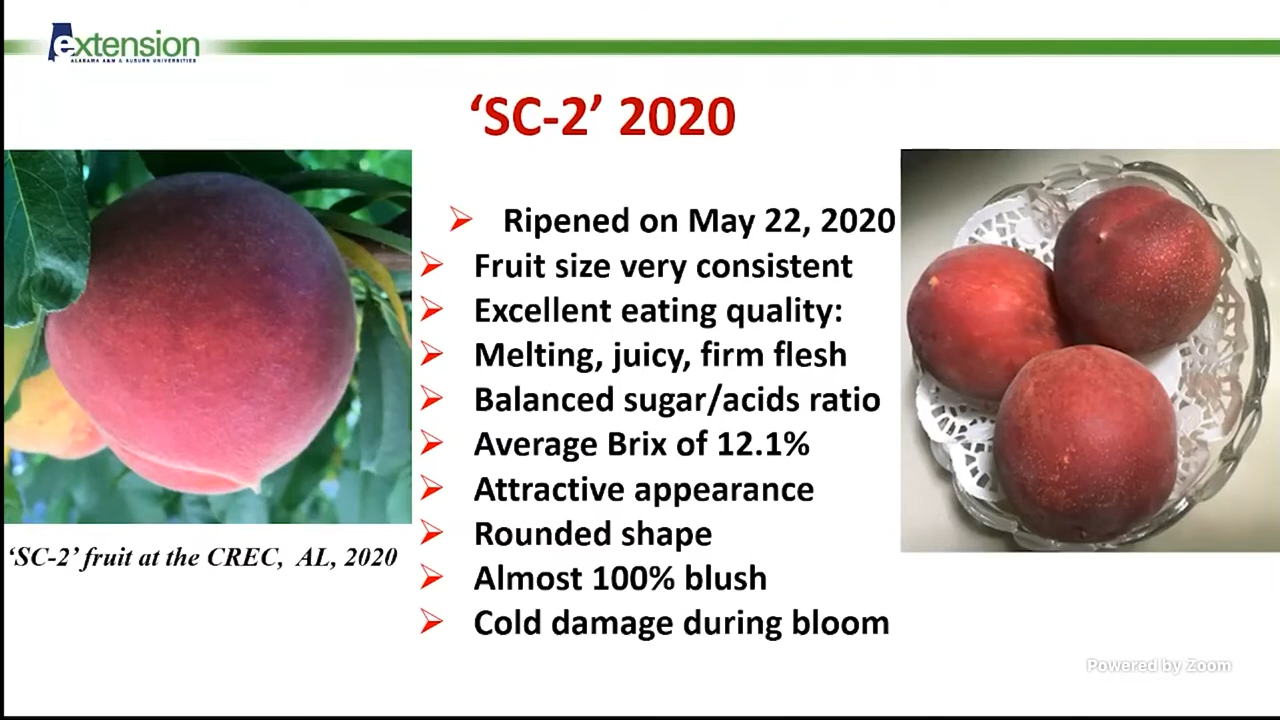 extension
ALABAMA A&M & AUBURN UNIVERSITIES
‘SC-2’ 2020
Ripened on May 22, 2020
Fruit size very consistent
Excellent eating quality:
Melting, juicy, firm flesh
Balanced sugar/acids ratio
Average Brix of 12.1%
Attractive appearance
Rounded shape
Almost 100% blush
Cold damage during bloom
‘SC-2’ fruit at the CREC, AL, 2020
Powered by Zoom